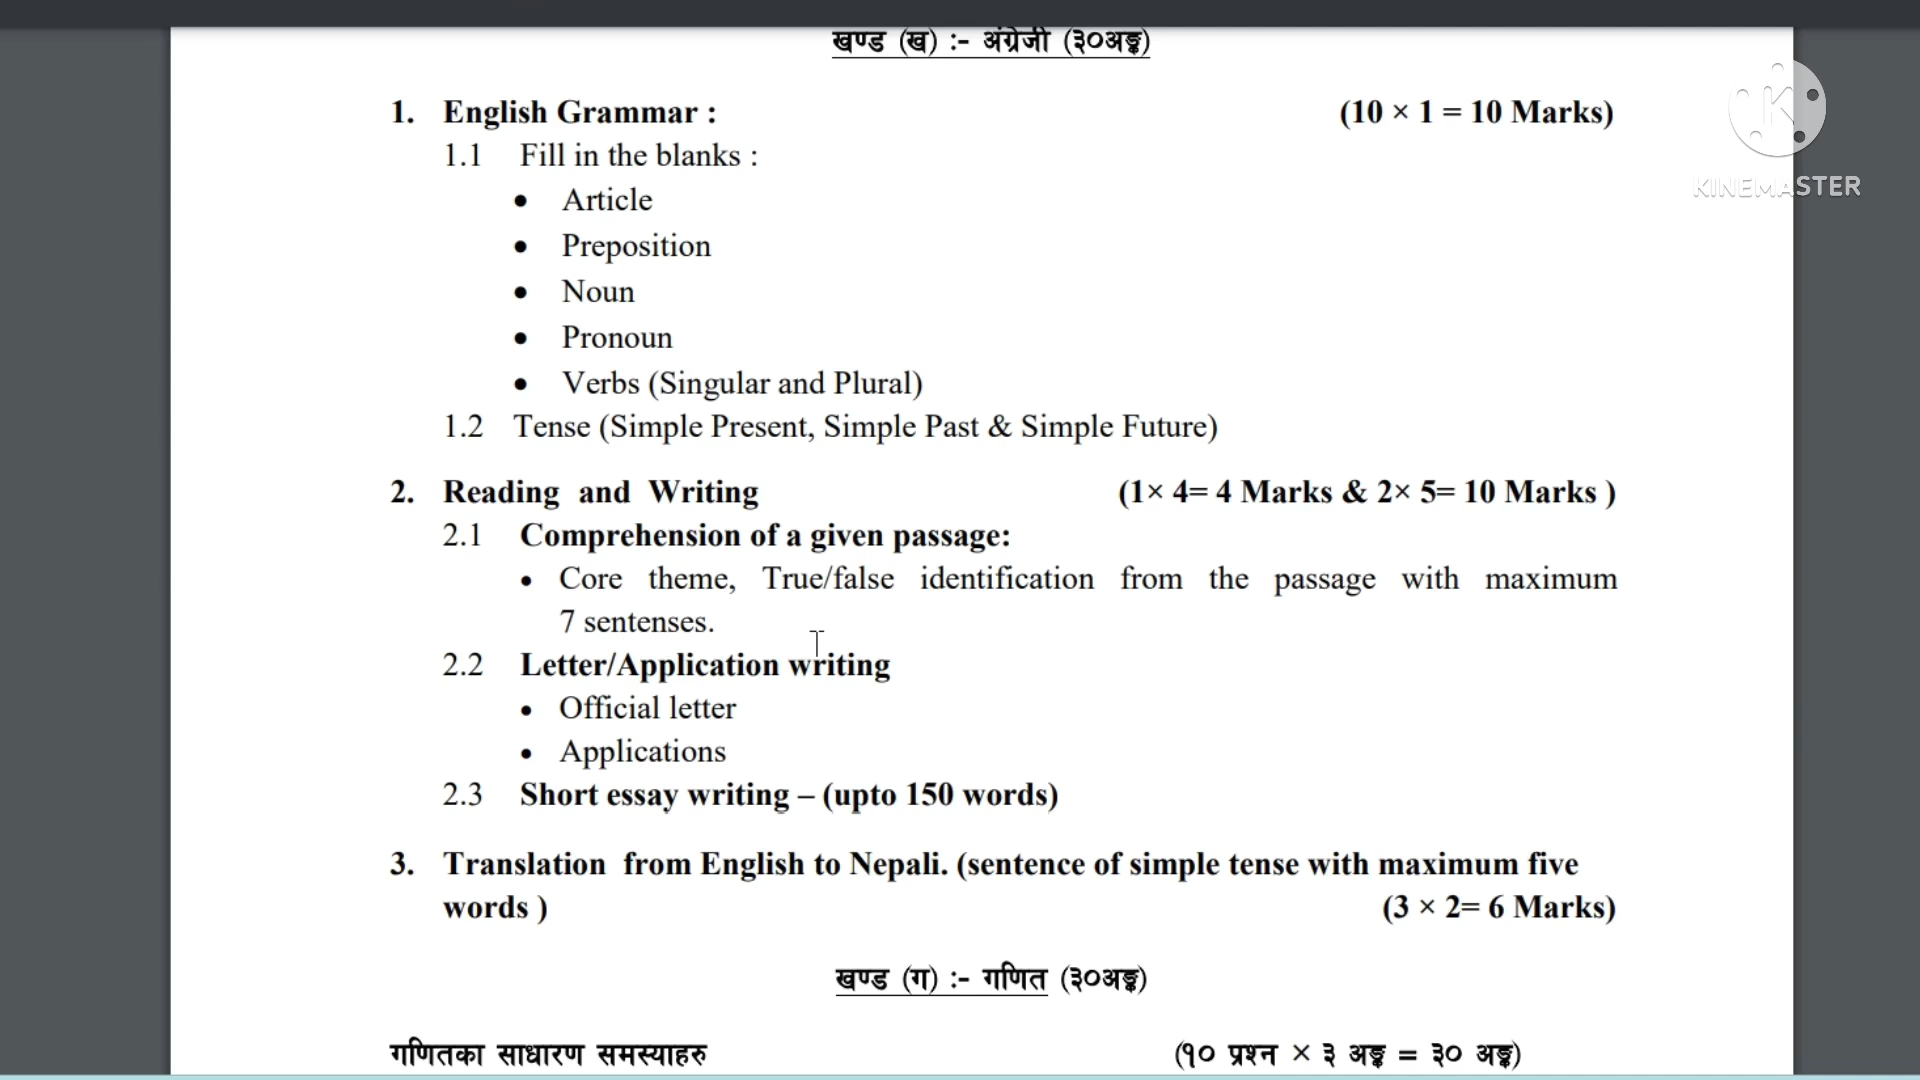 खण्ड (ख) :- अंग्रेजी (३०अङ्क)
1. English Grammar : (10 × 1 = 10 Marks)
1.1 Fill in the blanks :
• Article
• Preposition
• Noun
• Pronoun
• Verbs (Singular and Plural)
1.2 Tense (Simple Present, Simple Past & Simple Future)
2. Reading and Writing (1× 4= 4 Marks & 2× 5= 10 Marks )
2.1 Comprehension of a given passage:
• Core theme, True/false identification from the passage with maximum
7 sentenses.
2.2 Letter/Application writing
• Official letter
• Applications
2.3 Short essay writing – (upto 150 words)
3. Translation from English to Nepali. (sentence of simple tense with maximum five
words ) (3 × 2= 6 Marks)
खण्ड (ग) :- गणित (३०अङ्क)
गणितका साधारण समस्याहरु (१० प्रश्न × ३ अङ्क = ३० अङ्क)
K
KINEMASTER